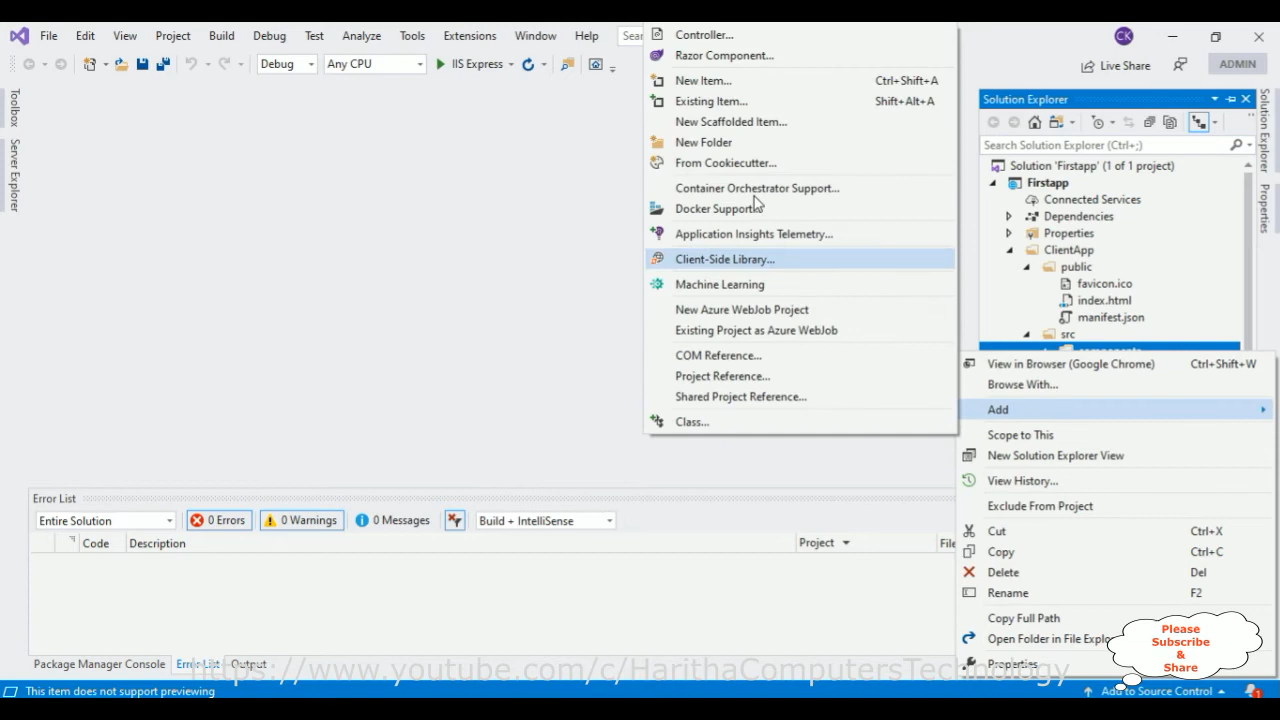 File Edit View Project Build Debug Test Analyze Tools Extensions Window Help Sear
CK
Debug Any CPU IIS Express
Live Share
ADMIN
Toolbox
Server Explorer
Controller...
Razor Component...
New Item... Ctrl+Shift+A
Existing Item... Shift+Alt+A
New Scaffolded Item...
New Folder
From Cookiecutter...
Container Orchestrator Support...
Docker Support...
Application Insights Telemetry...
Client-Side Library...
Machine Learning
New Azure WebJob Project
Existing Project as Azure WebJob
COM Reference...
Project Reference...
Shared Project Reference...
Class...
Solution Explorer
Search Solution Explorer (Ctrl+;)
Solution 'Firstapp' (1 of 1 project)
Firstapp
Connected Services
Dependencies
Properties
ClientApp
public
favicon.ico
index.html
manifest.json
src
components
Solution Explorer
Properties
View in Browser (Google Chrome) Ctrl+Shift+W
Browse With...
Add
Scope to This
New Solution Explorer View
View History...
Exclude From Project
Cut Ctrl+X
Copy Ctrl+C
Delete Del
Rename F2
Copy Full Path
Open Folder in File Explo
Properties
Error List
Entire Solution 0 Errors 0 Warnings 0 Messages Build + IntelliSense
Code Description Project File
Package Manager Console Error List Output
https://www.youtube.com/c/HarithaComputersTechnology
Please
Subscribe
&
Share
This item does not support previewing
Add to Source Control
1